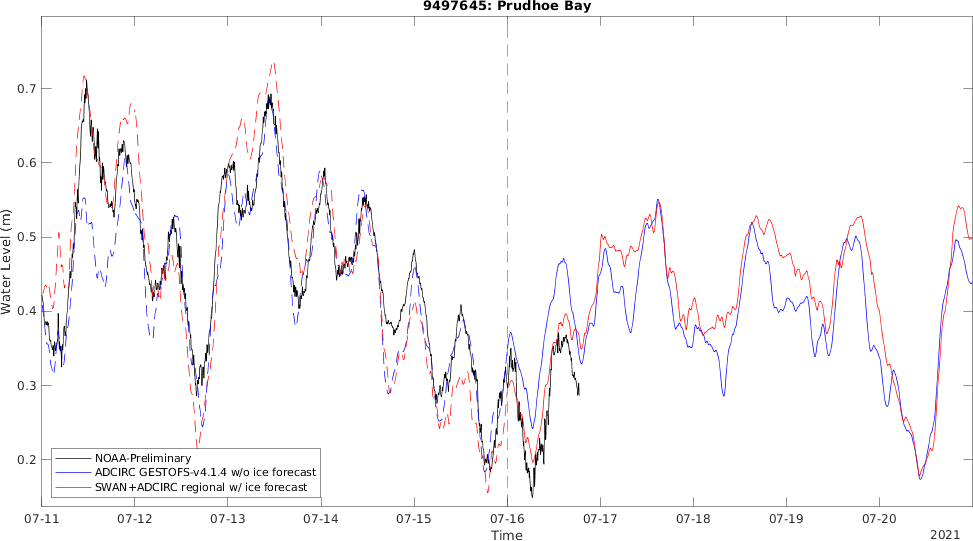 9497645: Prudhoe Bay
Water Level (m)
0.7
0.6
0.5
0.4
0.3
0.2
NOAA-Preliminary
ADCIRC GESTOFS-v4.1.4 w/o ice forecast
SWAN+ADCIRC regional w/ ice forecast
07-11 07-12 07-13 07-14 07-15 07-16 07-17 07-18 07-19 07-20
Time
2021